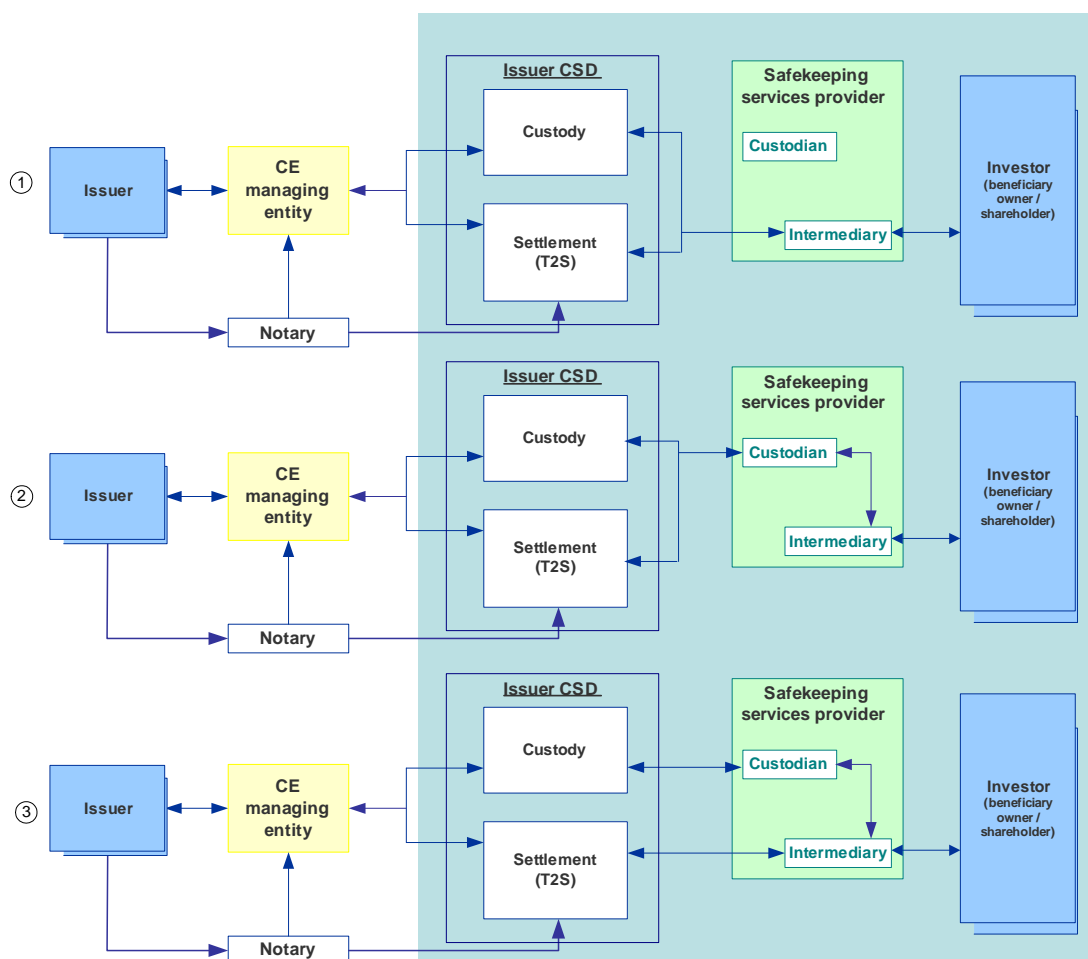 Issuer CSD
Safekeeping
services provider
Custody
Custodian
1
Issuer
CE
managing
entity
Investor
(beneficiary
owner /
shareholder)
Settlement
(T2S)
Intermediary
Notary
Issuer CSD
Safekeeping
services provider
Custody
Custodian
2
Issuer
CE
managing
entity
Investor
(beneficiary
owner /
shareholder)
Settlement
(T2S)
Intermediary
Notary
Issuer CSD
Safekeeping
services provider
Custody
Custodian
3
Issuer
CE
managing
entity
Investor
(beneficiary
owner /
shareholder)
Settlement
(T2S)
Intermediary
Notary